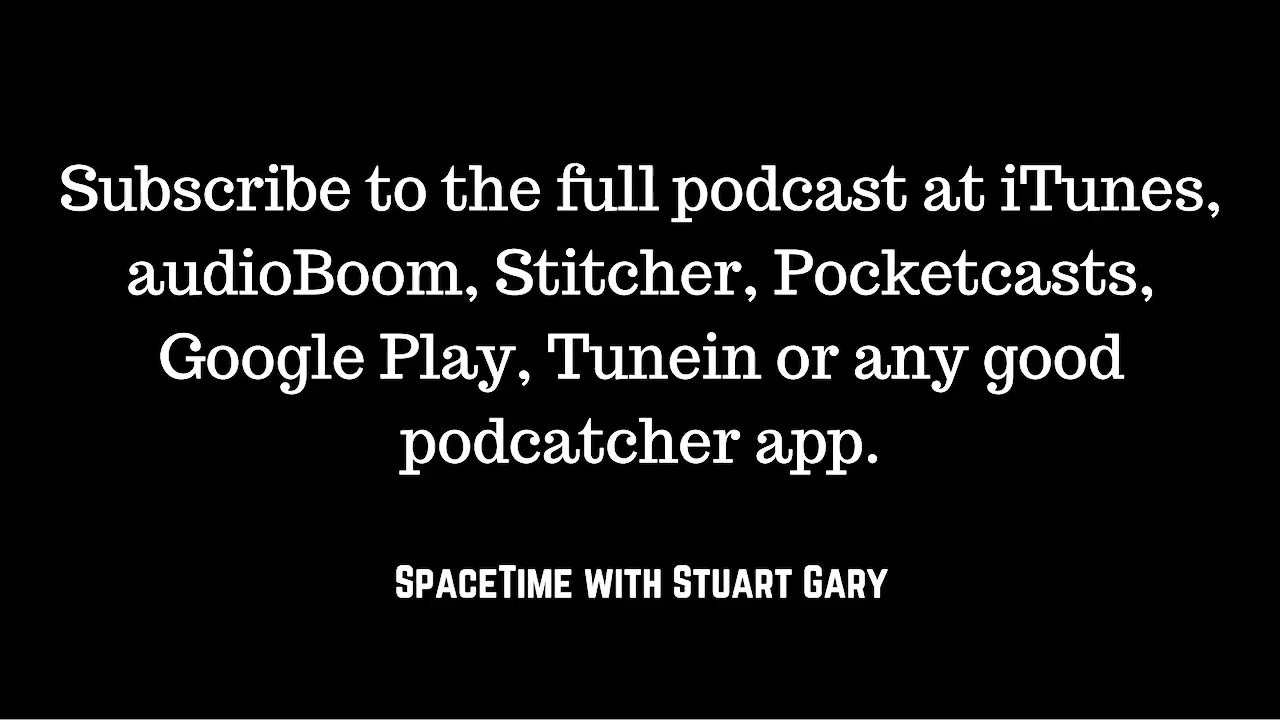 Subscribe to the full podcast at iTunes,
audioBoom, Stitcher, Pocketcasts,
Google Play, Tunein or any good
podcatcher app.
SpaceTime with Stuart Gary